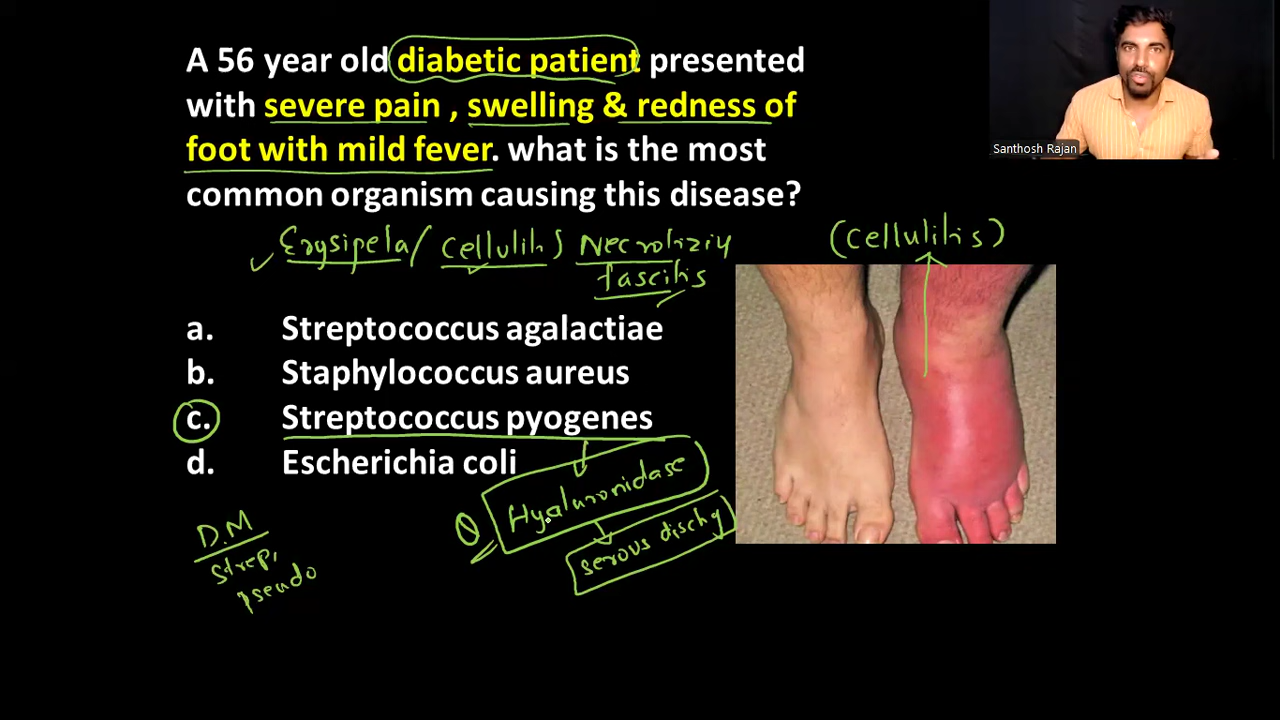 A 56 year old diabetic patient presented
with severe pain , swelling & redness of
foot with mild fever. what is the most
common organism causing this disease?
Santhosh Rajan
Erysipela/ cellulitis Necrotiziy
fascitis
(cellulitis)
a. Streptococcus agalactiae
b. Staphylococcus aureus
c. Streptococcus pyogenes
d. Escherichia coli
Q Hyaluronidase
serous dischg
D.M
strep,
pseudo